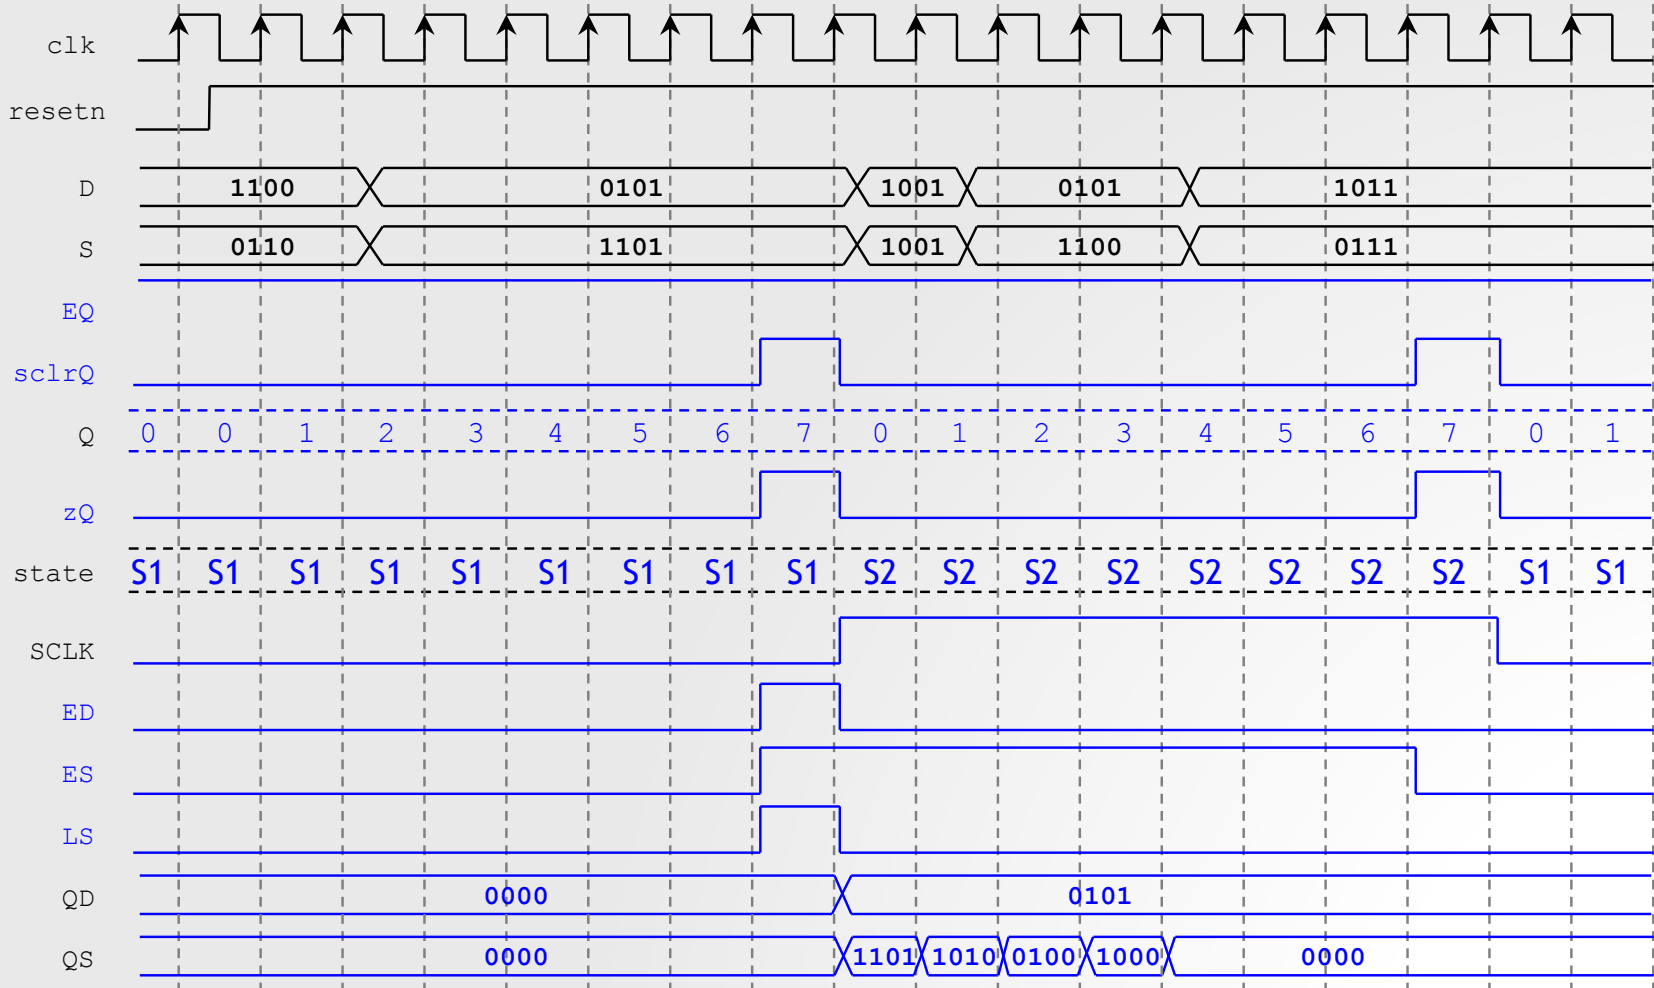 clk
resetn
D 1100 0101 1001 0101 1011
S 0110 1101 1001 1100 0111
EQ
sclrQ
Q 0 0 1 2 3 4 5 6 7 0 1 2 3 4 5 6 7 0 1
zQ
state S1 S1 S1 S1 S1 S1 S1 S1 S1 S2 S2 S2 S2 S2 S2 S2 S2 S1 S1
SCLK
ED
ES
LS
QD 0000 0101
QS 0000 1101 1010 0100 1000 0000